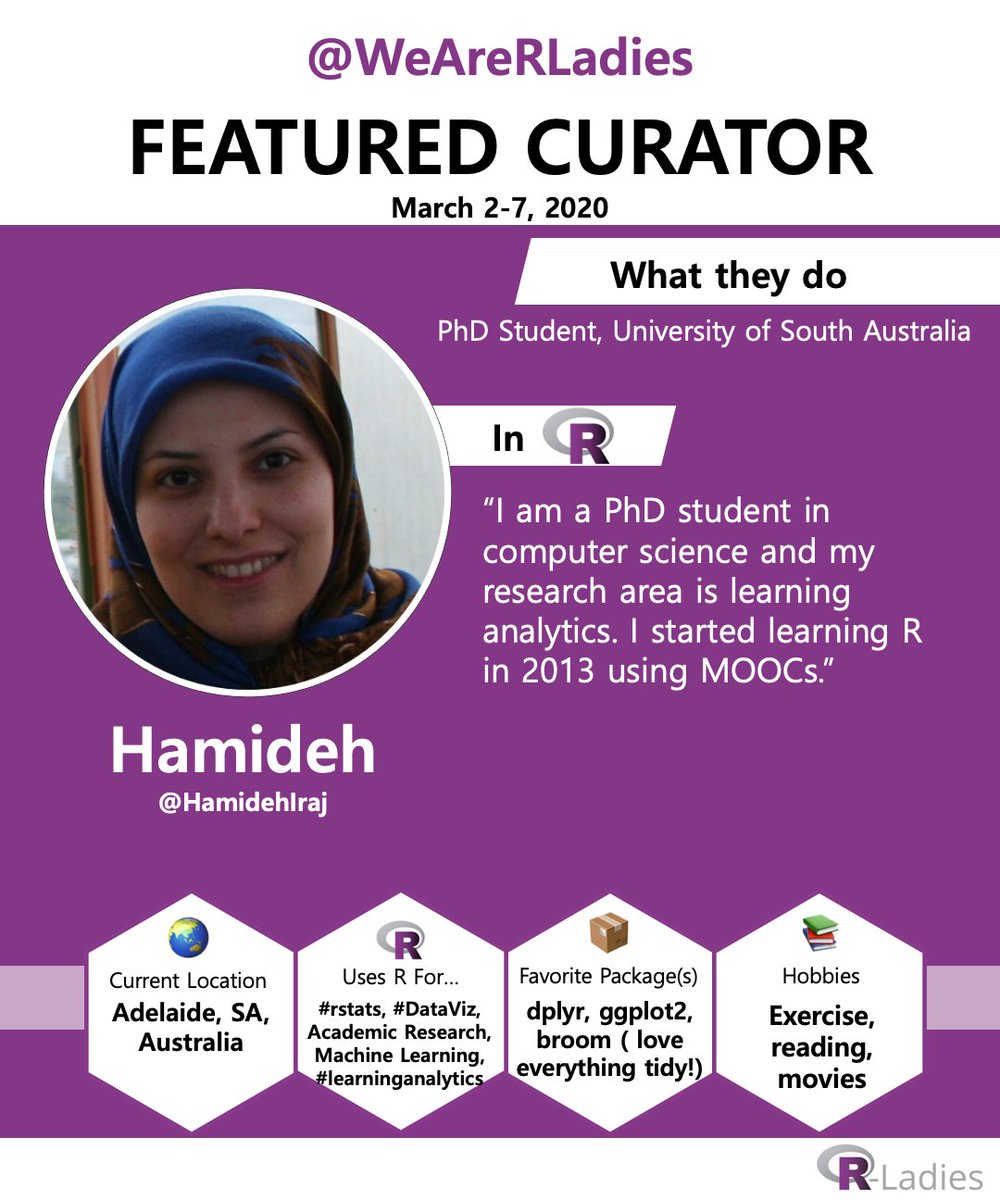 @WeAreRLadies
FEATURED CURATOR
March 2-7, 2020
What they do
PhD Student, University of South Australia
In R
“I am a PhD student in
computer science and my
research area is learning
analytics. I started learning R
in 2013 using MOOCs.”
Hamideh
@HamidehIraj
Current Location
Adelaide, SA,
Australia
R
Uses R For...
#rstats, #DataViz,
Academic Research,
Machine Learning,
#learninganalytics
Favorite Package(s)
dplyr, ggplot2,
broom ( love
everything tidy!)
Hobbies
Exercise,
reading,
movies
R-Ladies